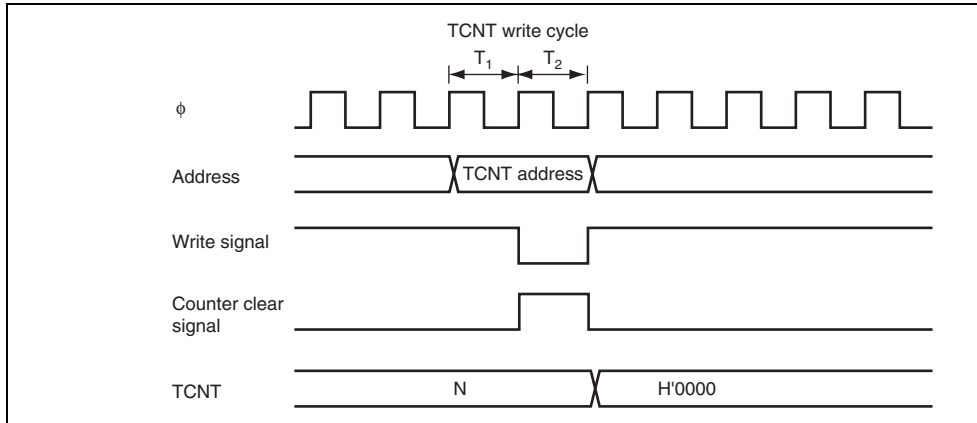 TCNT write cycle
T1 T2
ϕ
Address
TCNT address
Write signal
Counter clear
signal
TCNT
N
H'0000